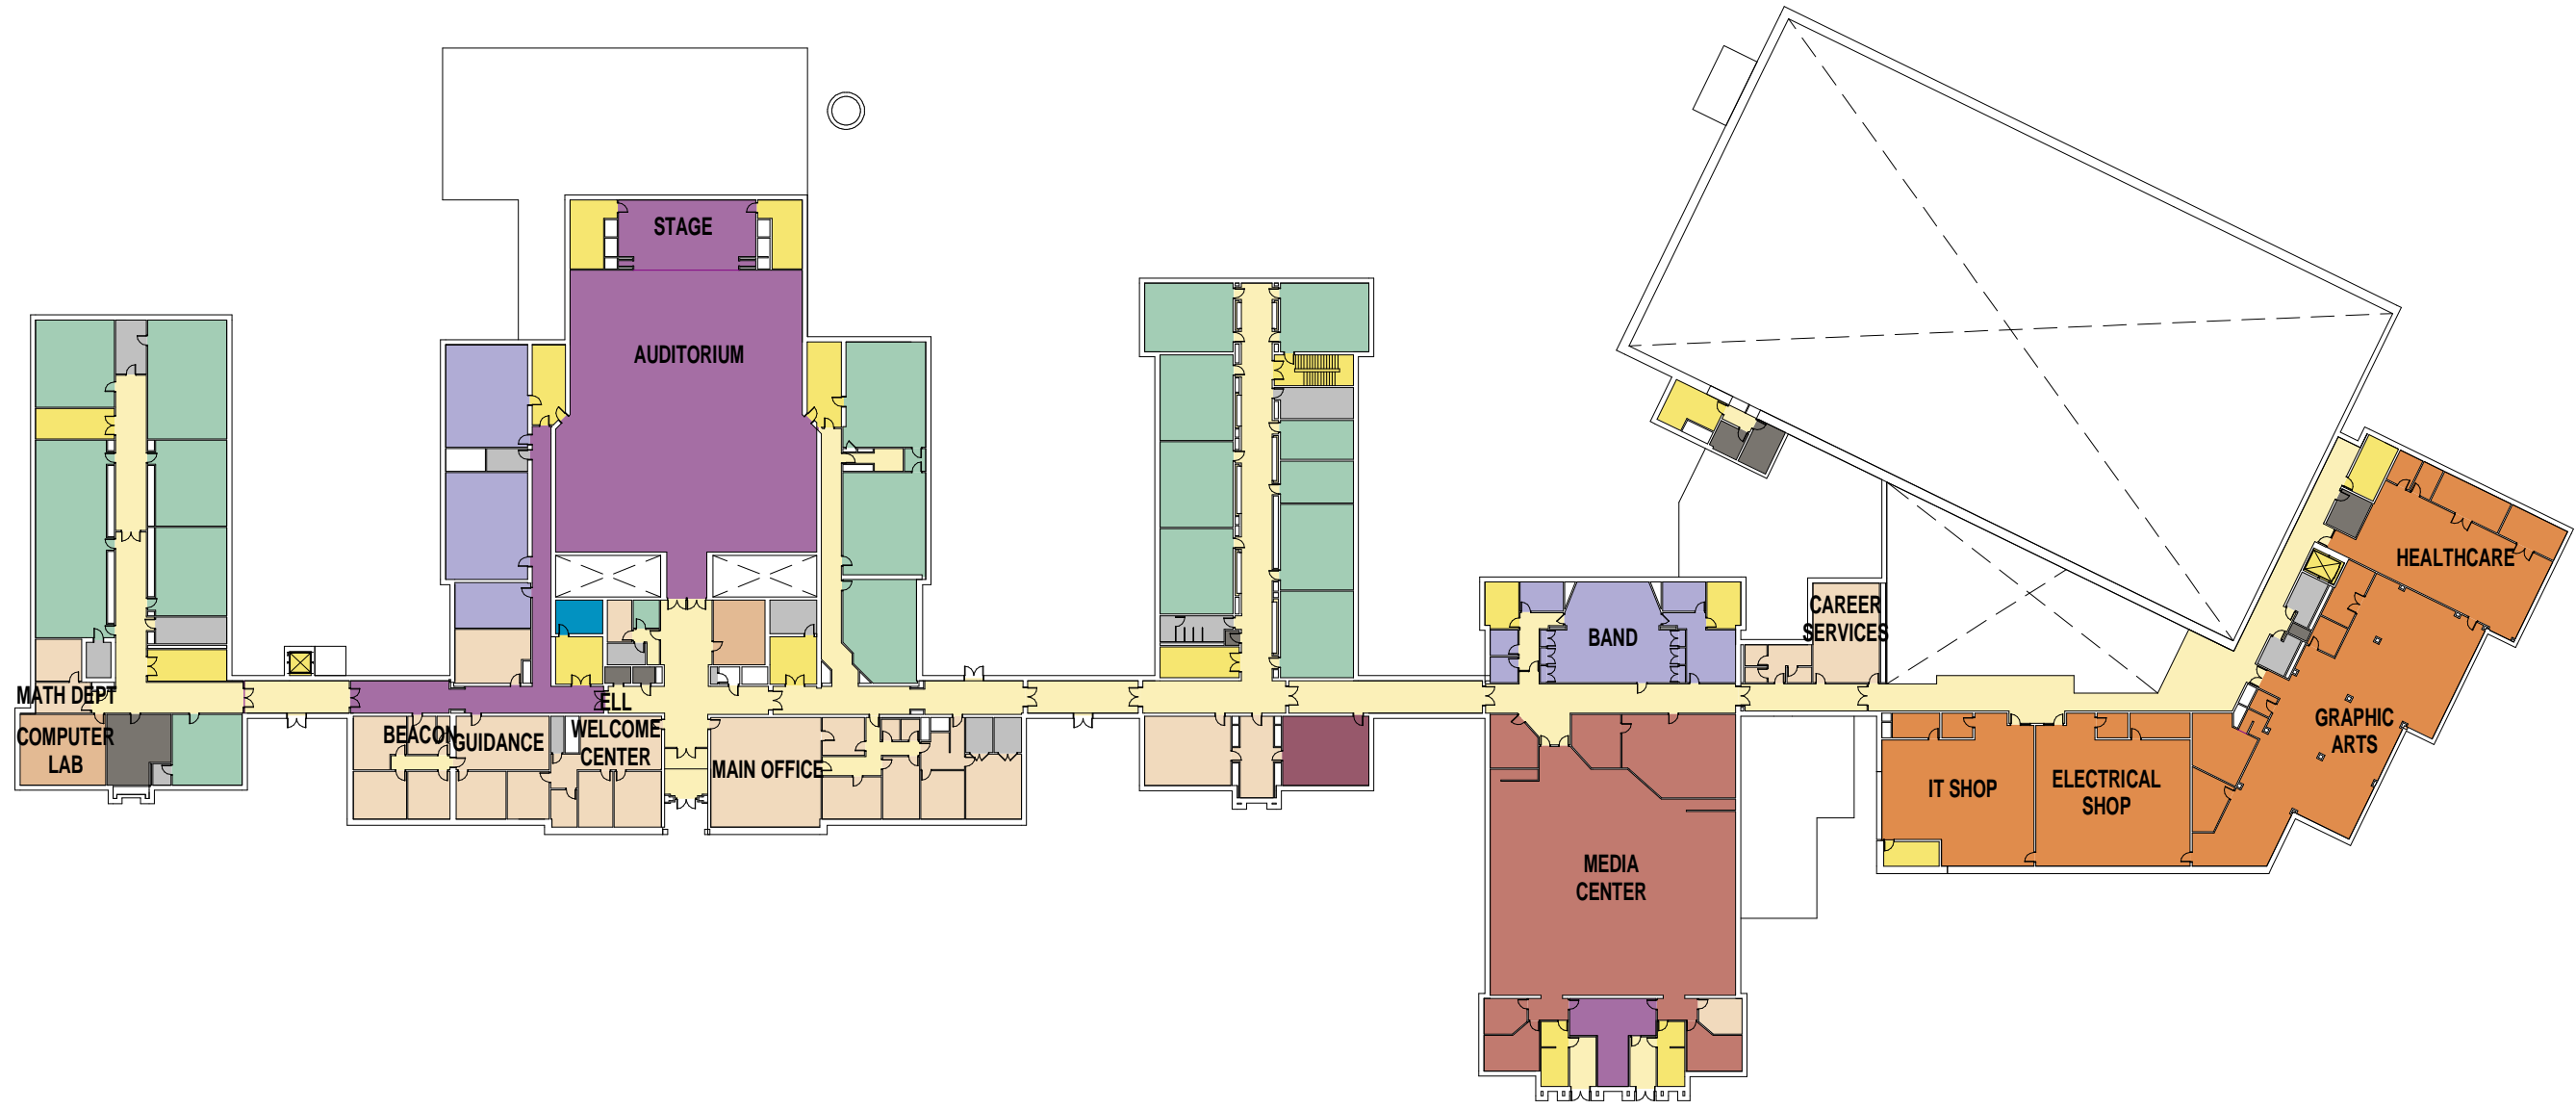 STAGE
AUDITORIUM
HEALTHCARE
CAREER
SERVICES
BAND
MATH DEPT
COMPUTER
LAB
BEACON
GUIDANCE
ELL
WELCOME
CENTER
MAIN OFFICE
GRAPHIC
ARTS
IT SHOP
ELECTRICAL
SHOP
MEDIA
CENTER